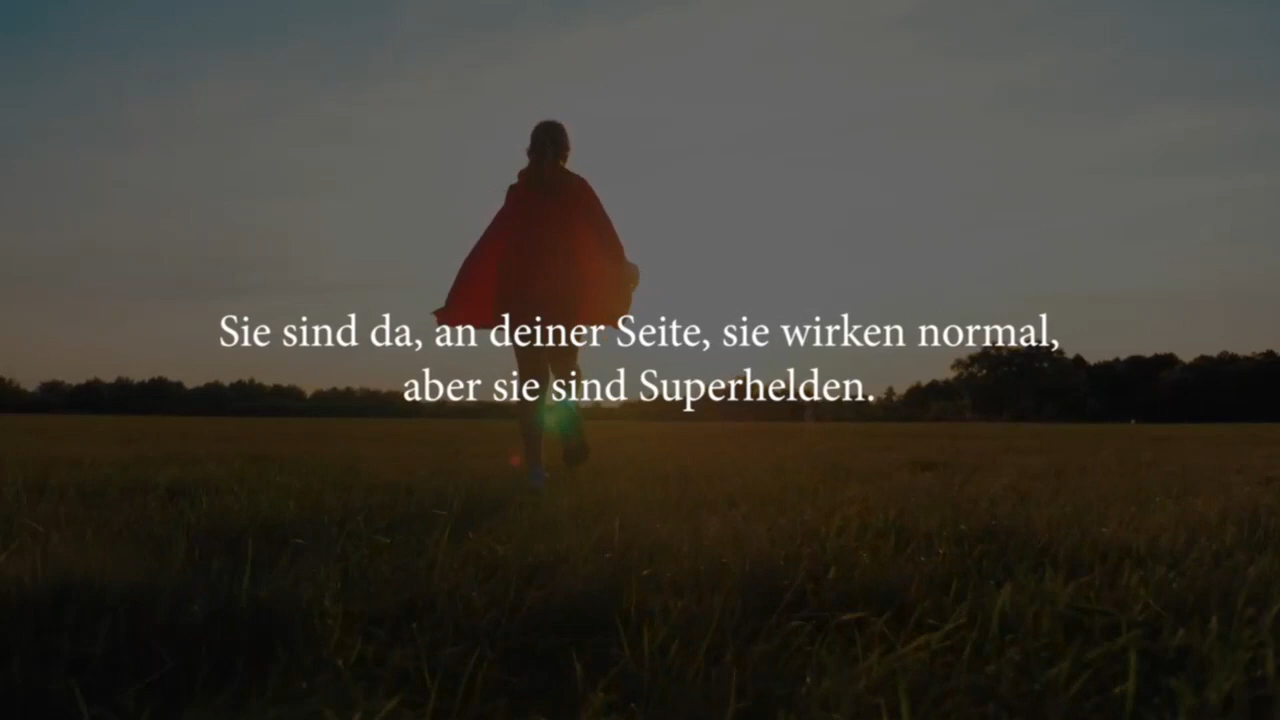 Sie sind da, an deiner Seite, sie wirken normal,
aber sie sind Superhelden.